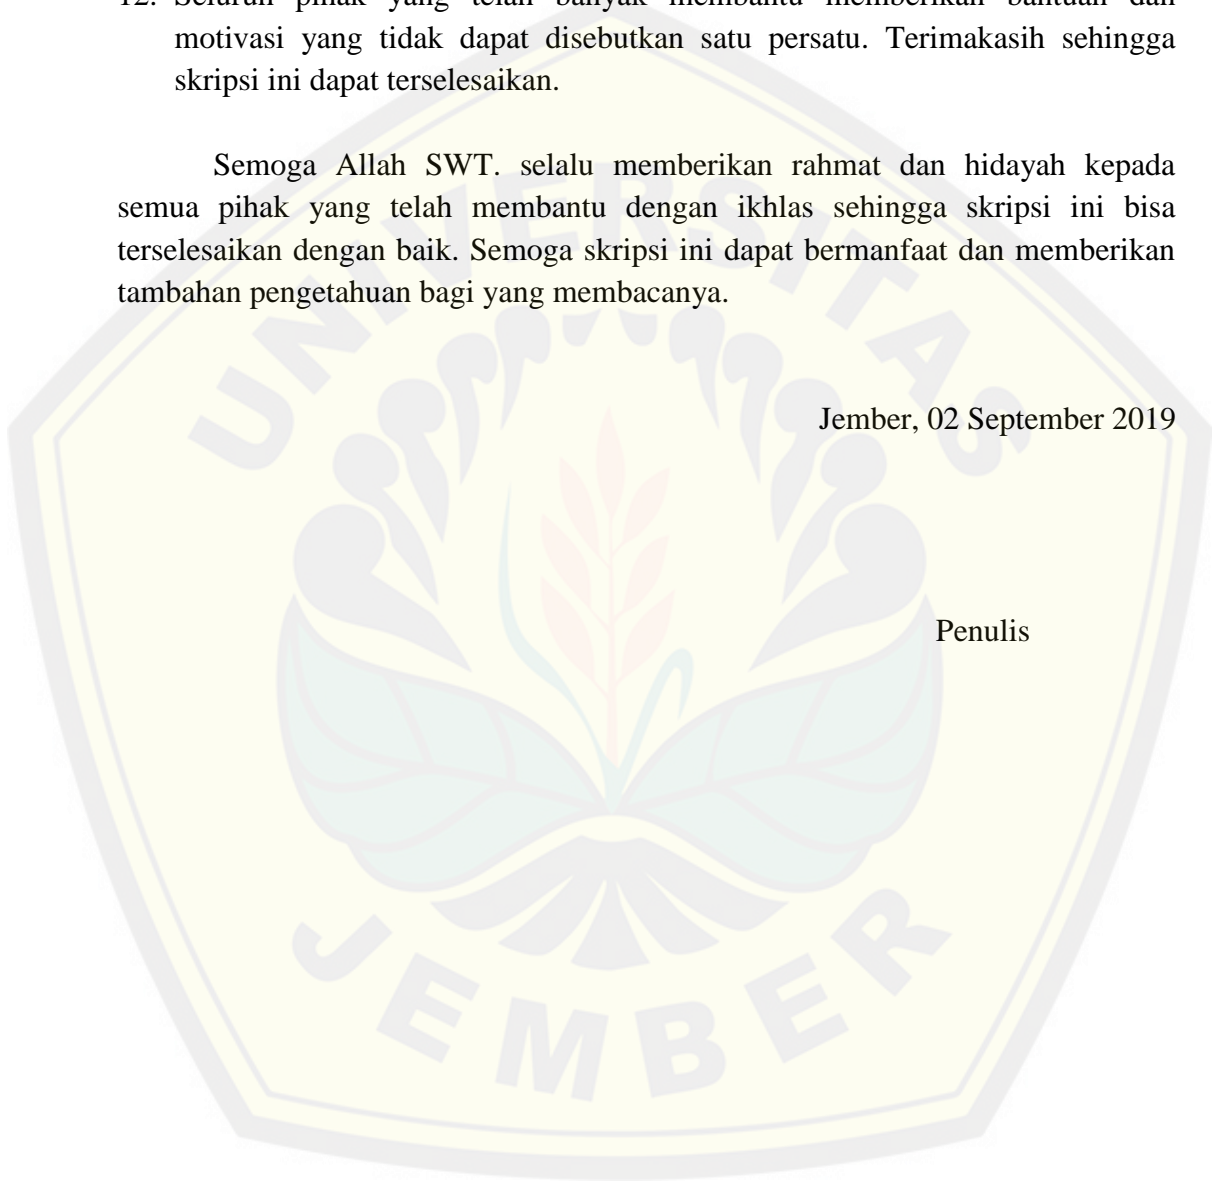 12. Seluruh pihak yang telah banyak membantu memberikan bantuan dan
motivasi yang tidak dapat disebutkan satu persatu. Terimakasih sehingga
skripsi ini dapat terselesaikan.
Semoga Allah SWT. selalu memberikan rahmat dan hidayah kepada
semua pihak yang telah membantu dengan ikhlas sehingga skripsi ini bisa
terselesaikan dengan baik. Semoga skripsi ini dapat bermanfaat dan memberikan
tambahan pengetahuan bagi yang membacanya.
Jember, 02 September 2019
Penulis
UNIVERSITAS
JEMBER